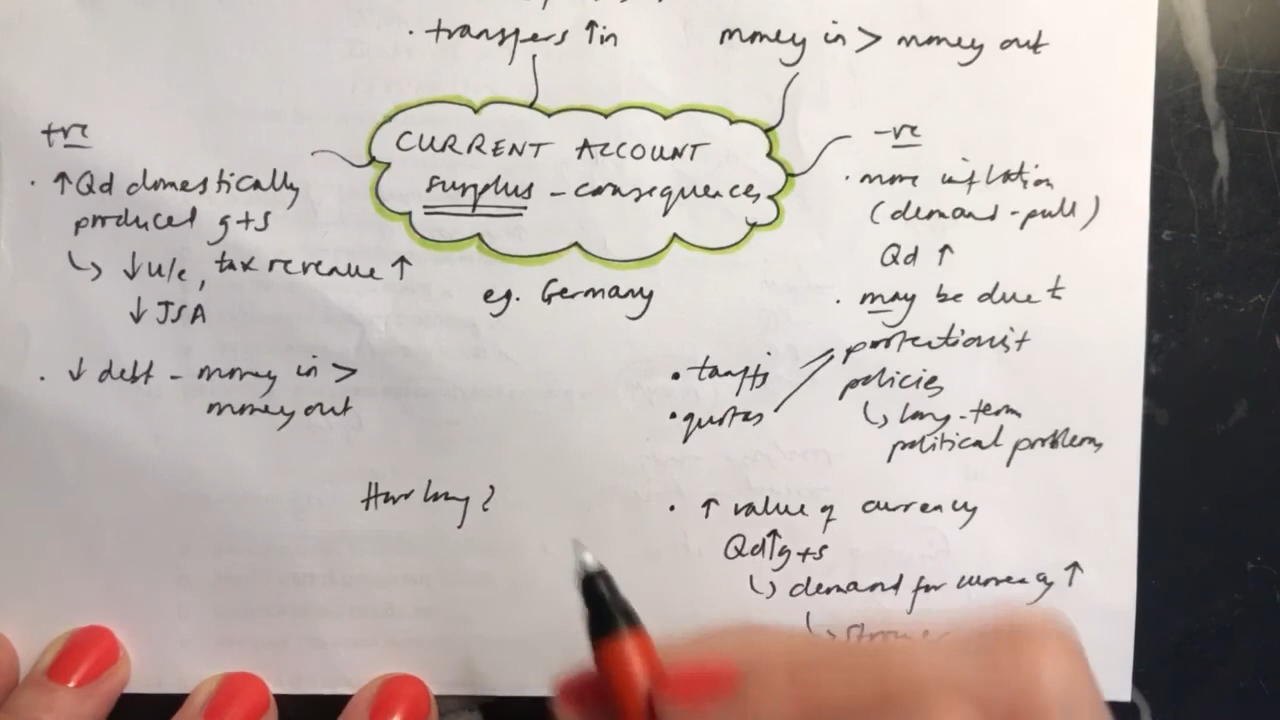 · transfers ↑in
money in > money out
CURRENT ACCOUNT
surplus - consequences
eg. Germany
+ve
· ↑Qd domestically
produced g+s
↳ ↓u/e, tax revenue ↑
↓ JSA
· ↓ debt - money in >
money out
How long?
-ve
· more inflation
(demand-pull)
Qd ↑
· may be due t
protectionist
policies
↳ long-term
political problems
• tariffs
• quotas
· ↑ value of currency
Qd↑g+s
↳ demand for currency ↑